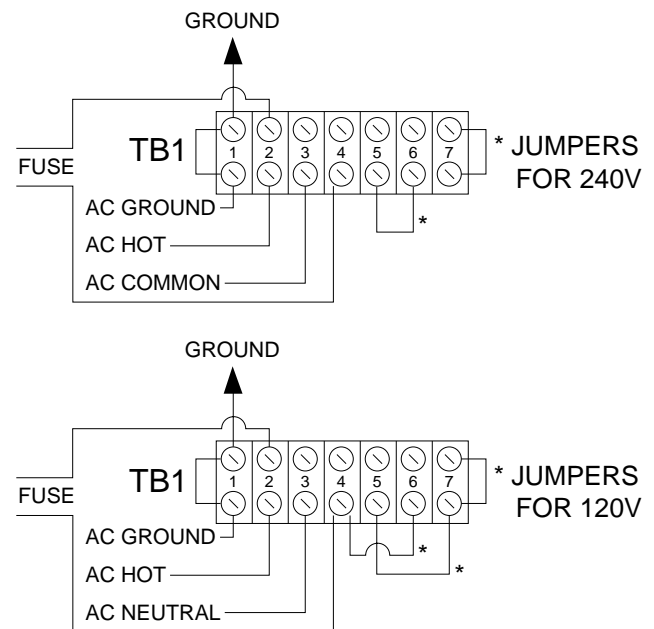 GROUND
TB1
1 2 3 4 5 6 7
* JUMPERS
FOR 240V
FUSE
AC GROUND
*
AC HOT
AC COMMON
GROUND
TB1
1 2 3 4 5 6 7
* JUMPERS
FOR 120V
FUSE
AC GROUND
*
AC HOT
*
AC NEUTRAL